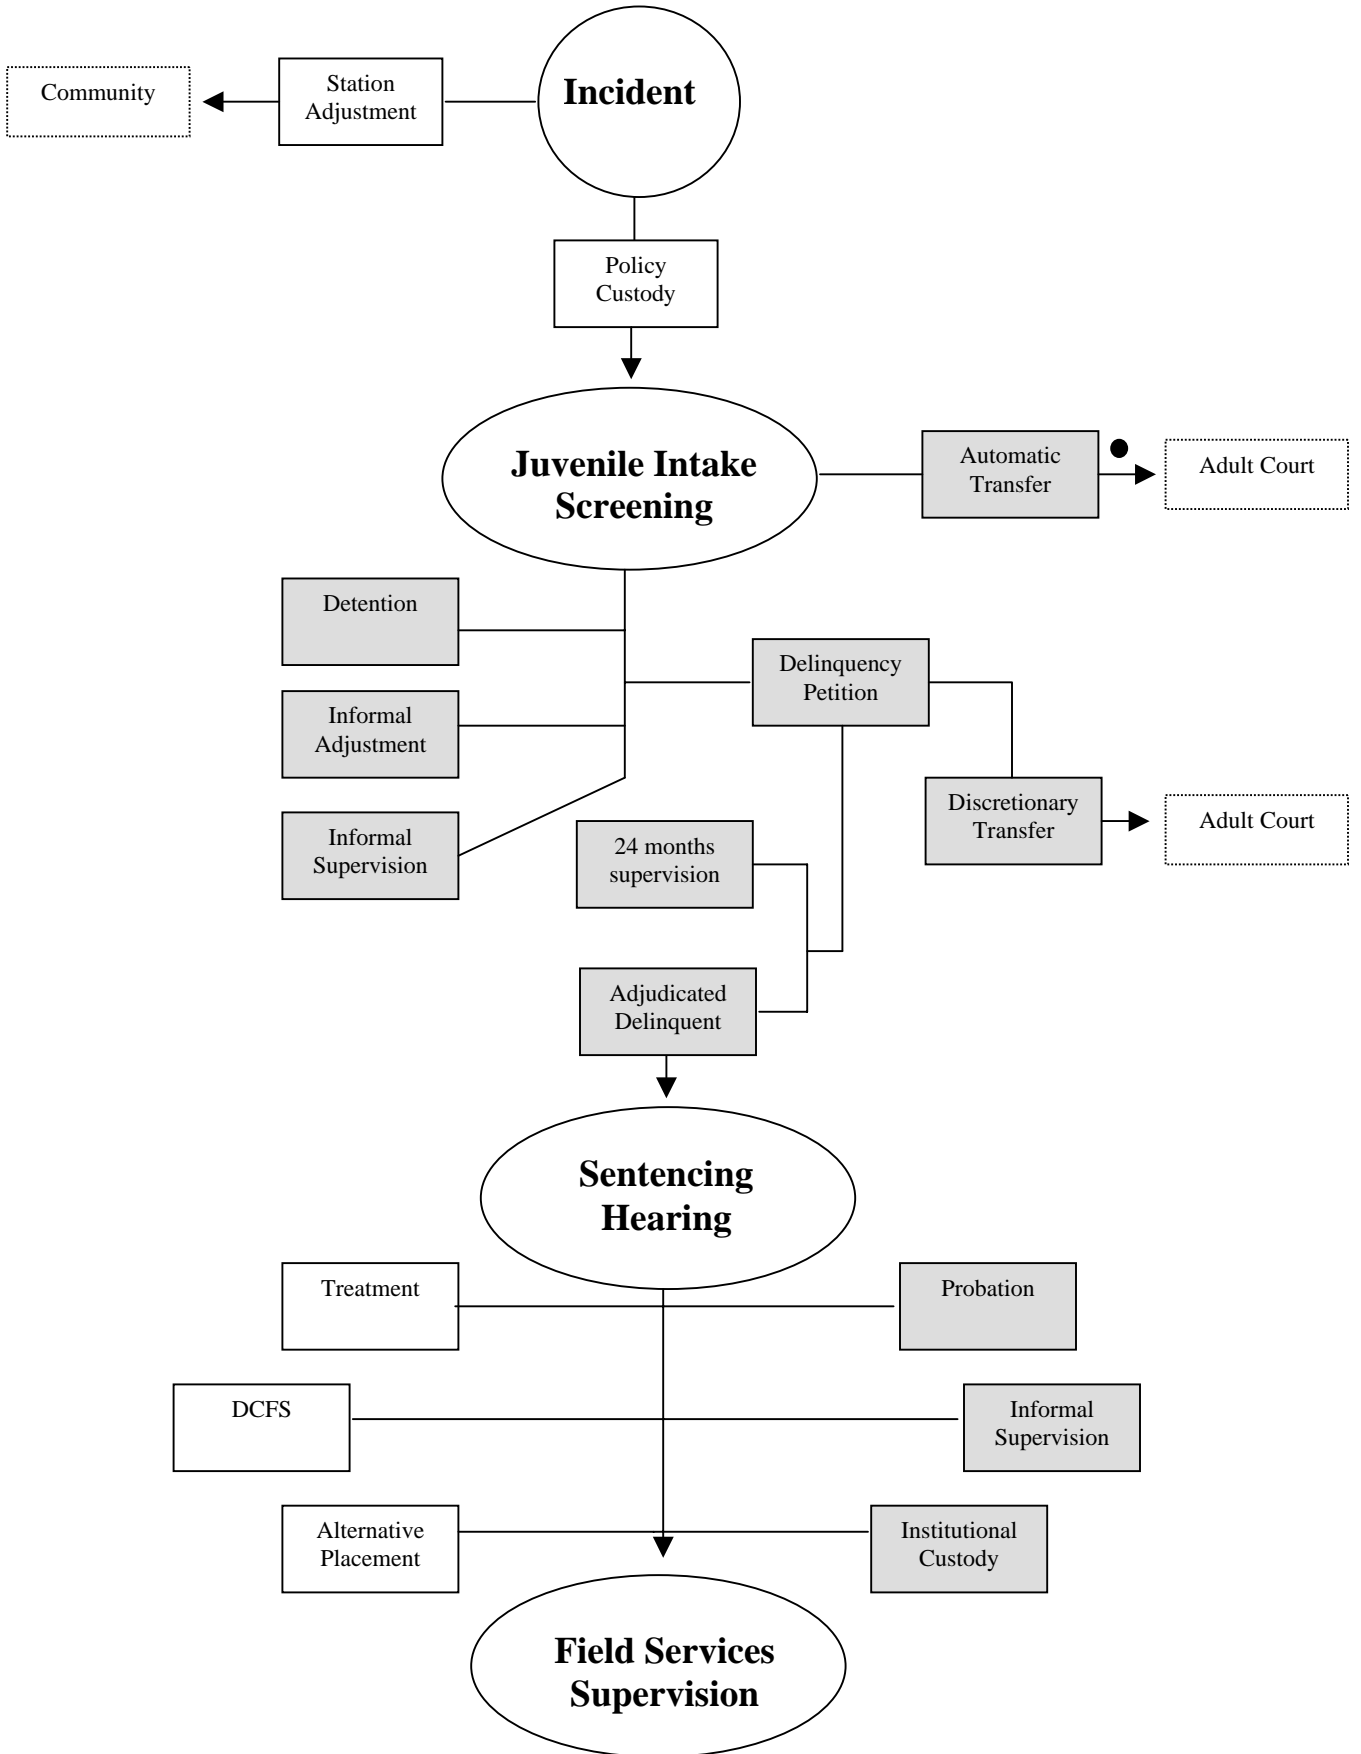 Community
Station
Adjustment
Incident
Policy
Custody
Juvenile Intake
Screening
Automatic
Transfer
Adult Court
Detention
Delinquency
Petition
Informal
Adjustment
Informal
Supervision
24 months
supervision
Discretionary
Transfer
Adult Court
Adjudicated
Delinquent
Sentencing
Hearing
Treatment
Probation
DCFS
Informal
Supervision
Alternative
Placement
Institutional
Custody
Field Services
Supervision